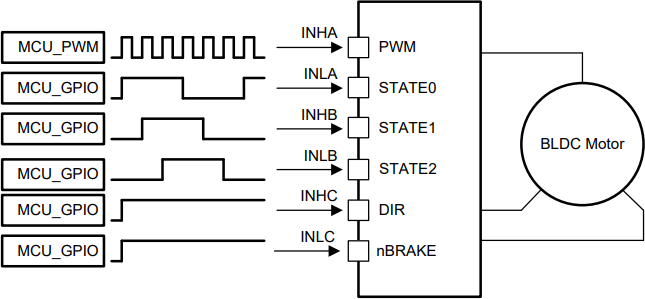 MCU_PWM INHA PWM
MCU_GPIO INLA STATE0
MCU_GPIO INHB STATE1
BLDC Motor
MCU_GPIO INLB STATE2
MCU_GPIO INHC DIR
MCU_GPIO INLC nBRAKE